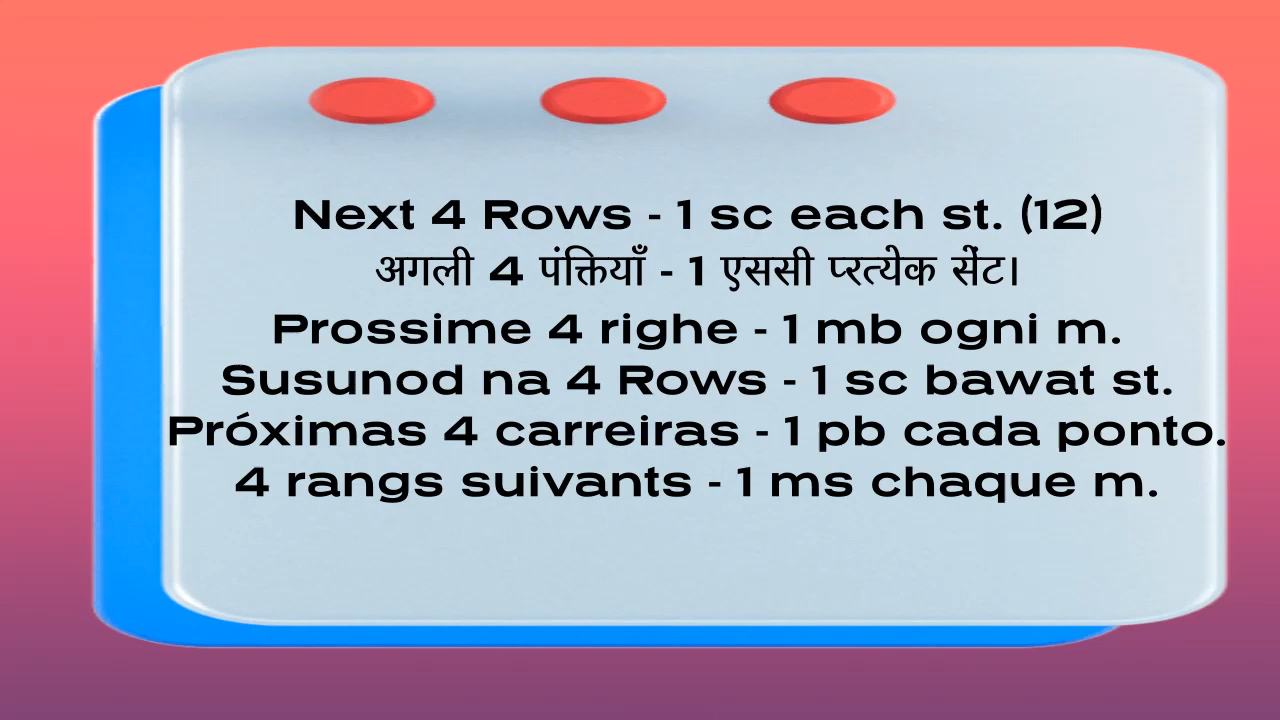 Next 4 Rows - 1 sc each st. (12)
अगली 4 पंक्तियाँ - 1 एससी प्रत्येक सेंट।
Prossime 4 righe - 1 mb ogni m.
Susunod na 4 Rows - 1 sc bawat st.
Próximas 4 carreiras - 1 pb cada ponto.
4 rangs suivants - 1 ms chaque m.